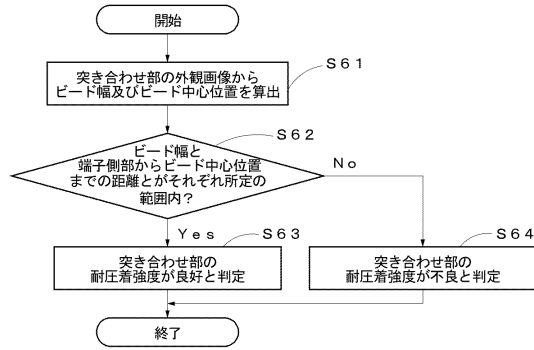 開始
S61
突き合わせ部の外観画像から
ビード幅及びビード中心位置を算出
S62
ビード幅と
端子側部からビード中心位置
までの距離とがそれぞれ所定の
範囲内?
No
Yes
S63
突き合わせ部の
耐圧着強度が良好と判定
S64
突き合わせ部の
耐圧着強度が不良と判定
終了